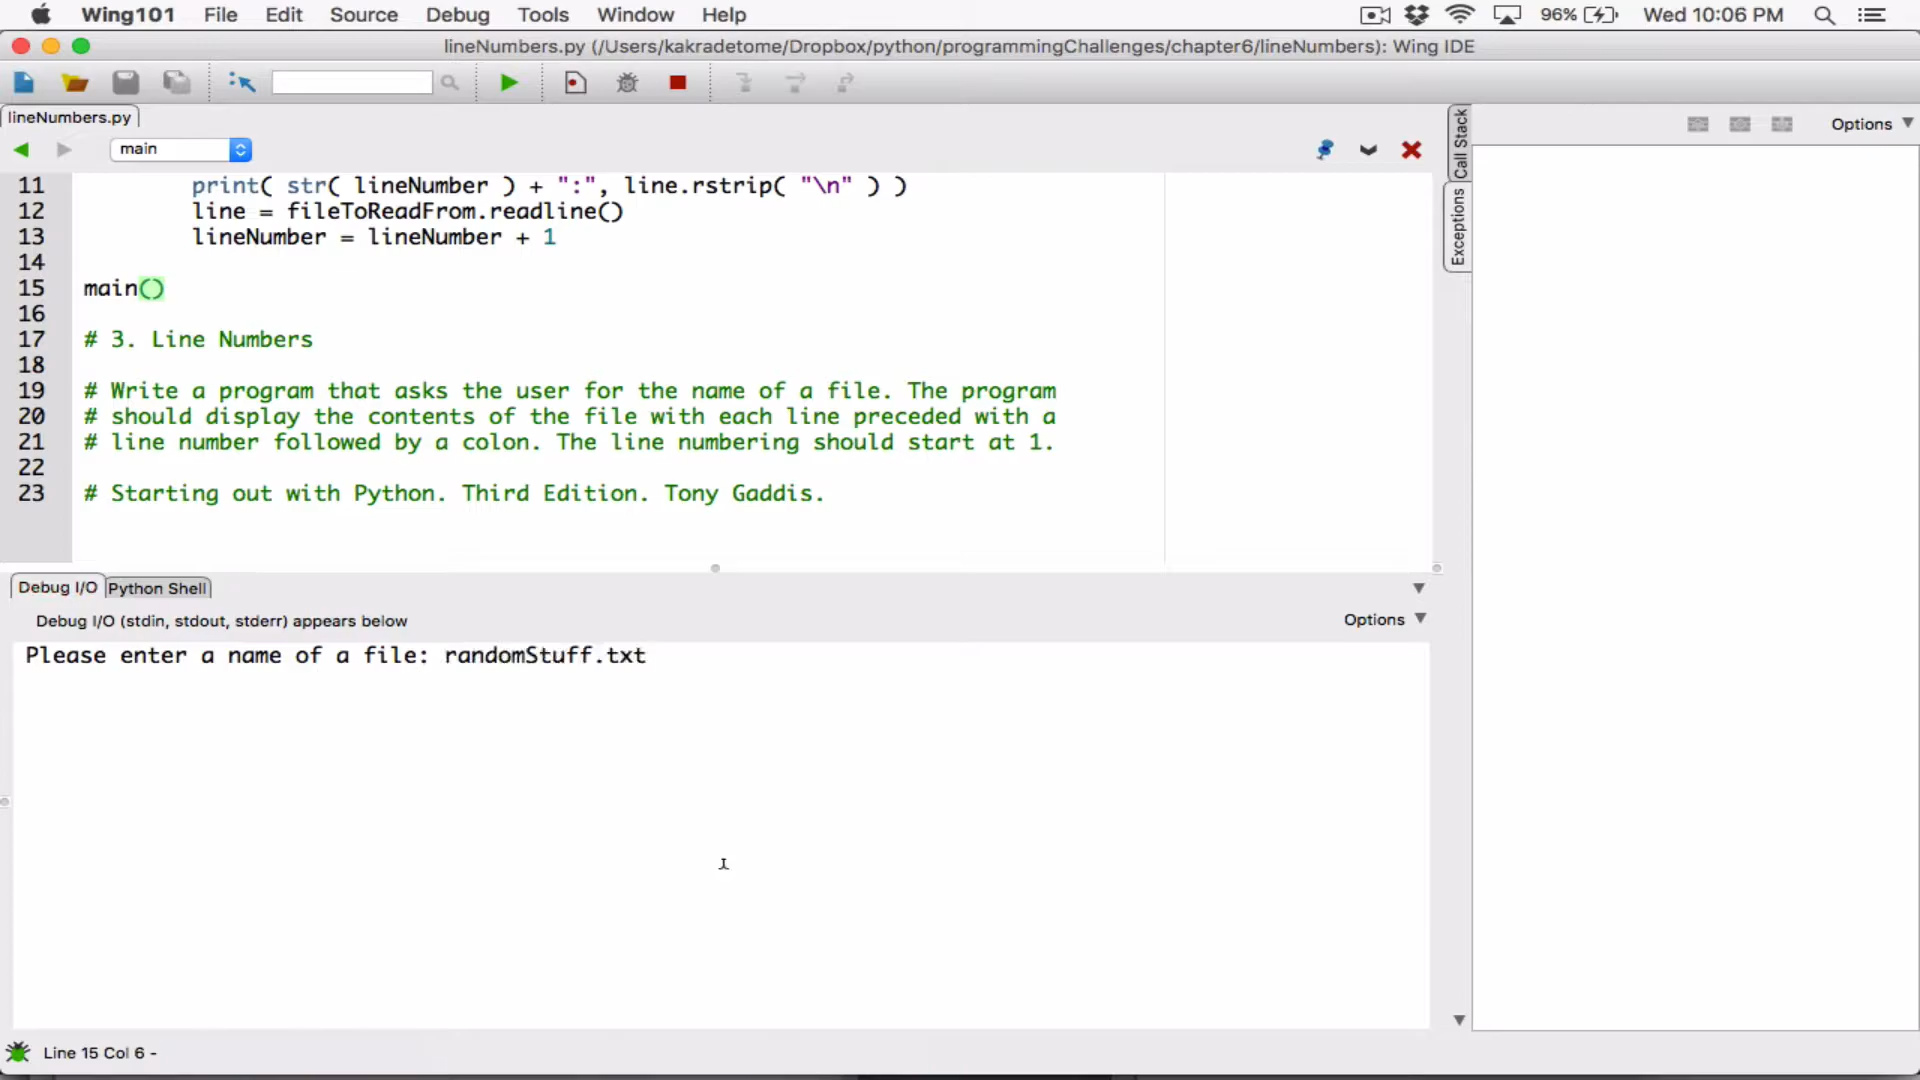 Wing101 File Edit Source Debug Tools Window Help 96% Wed 10:06 PM
lineNumbers.py (/Users/kakradetome/Dropbox/python/programmingChallenges/chapter6/lineNumbers): Wing IDE
lineNumbers.py
main
Options
Call Stack
Exceptions
11 print( str( lineNumber ) + ":", line.rstrip( "\n" ) )
12 line = fileToReadFrom.readline()
13 lineNumber = lineNumber + 1
14
15 main()
16
17 # 3. Line Numbers
18
19 # Write a program that asks the user for the name of a file. The program
20 # should display the contents of the file with each line preceded with a
21 # line number followed by a colon. The line numbering should start at 1.
22
23 # Starting out with Python. Third Edition. Tony Gaddis.
Debug I/O Python Shell
Debug I/O (stdin, stdout, stderr) appears below
Options
Please enter a name of a file: randomStuff.txt
Line 15 Col 6 -